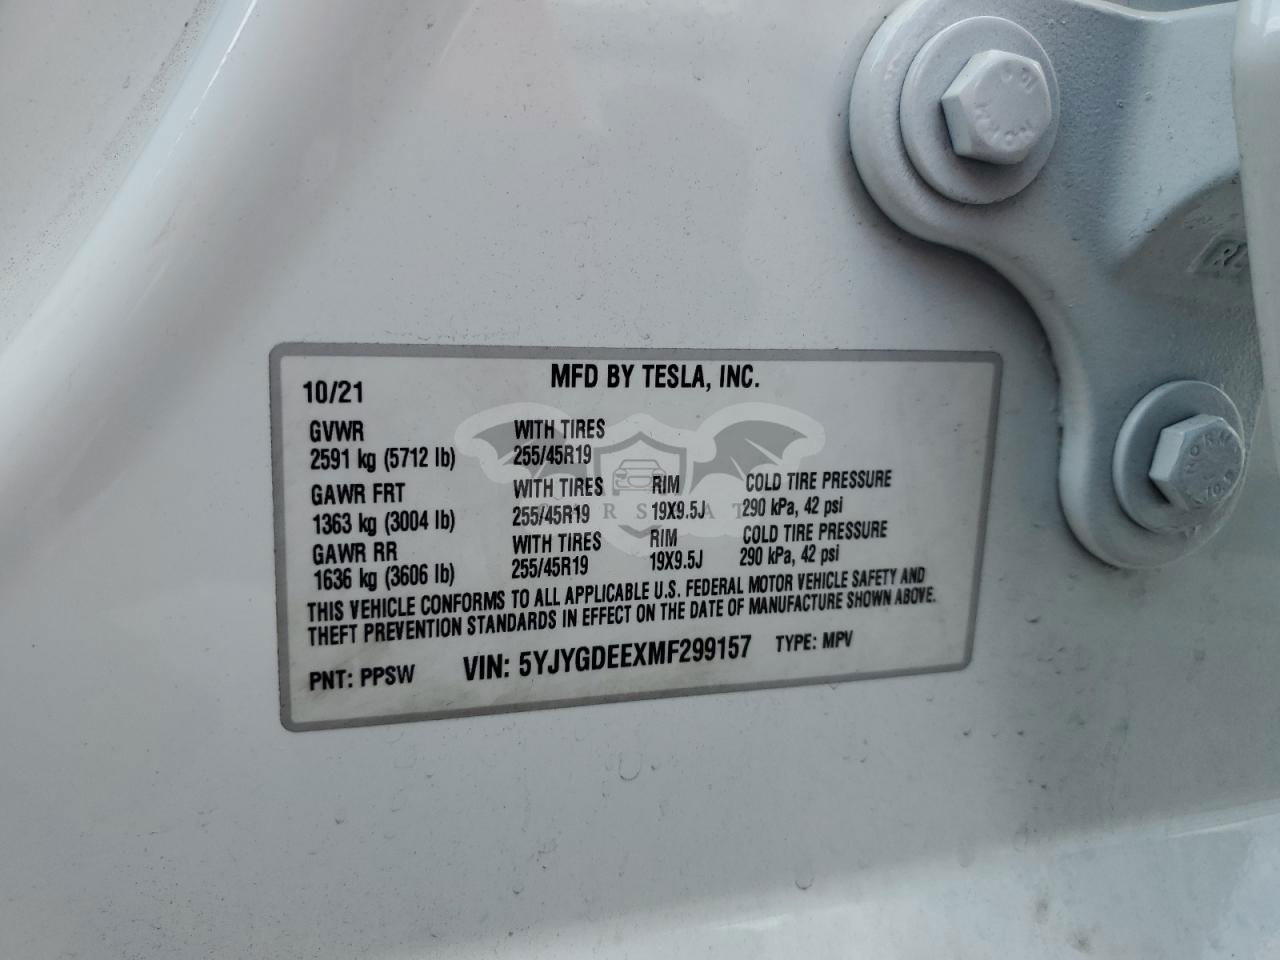 10/21 MFD BY TESLA, INC.
GVWR WITH TIRES
2591 kg (5712 lb) 255/45R19
GAWR FRT WITH TIRES RIM COLD TIRE PRESSURE
1363 kg (3004 lb) 255/45R19 19X9.5J 290 kPa, 42 psi
GAWR RR WITH TIRES RIM COLD TIRE PRESSURE
1636 kg (3606 lb) 255/45R19 19X9.5J 290 kPa, 42 psi
THIS VEHICLE CONFORMS TO ALL APPLICABLE U.S. FEDERAL MOTOR VEHICLE SAFETY AND
THEFT PREVENTION STANDARDS IN EFFECT ON THE DATE OF MANUFACTURE SHOWN ABOVE.
PNT: PPSW VIN: 5YJYGDEEXMF299157 TYPE: MPV